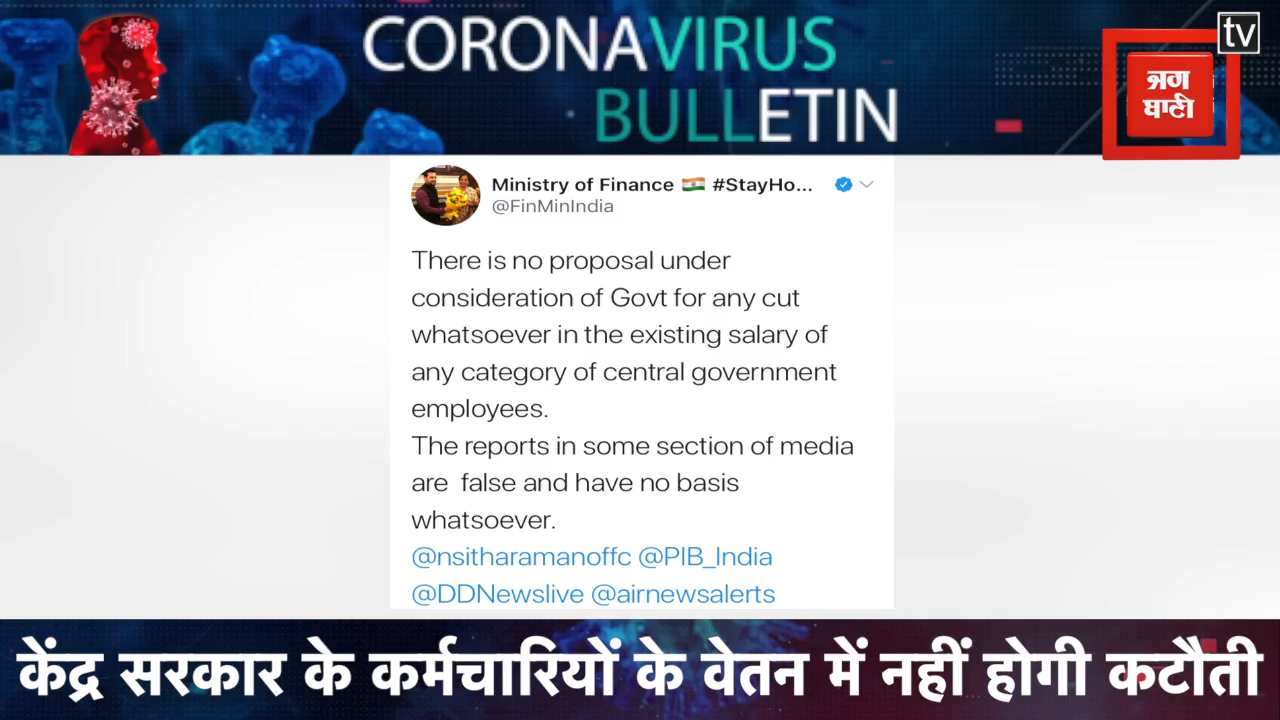 CORONAVIRUS
BULLETIN
tv
ਜਗ
ਬਾਣੀ
Ministry of Finance 🇮🇳 #StayHo...
@FinMinIndia
There is no proposal under
consideration of Govt for any cut
whatsoever in the existing salary of
any category of central government
employees.
The reports in some section of media
are false and have no basis
whatsoever.
@nsitharamanoffc @PIB_India
@DDNewslive @airnewsalerts
केंद्र सरकार के कर्मचारियों के वेतन में नहीं होगी कटौती